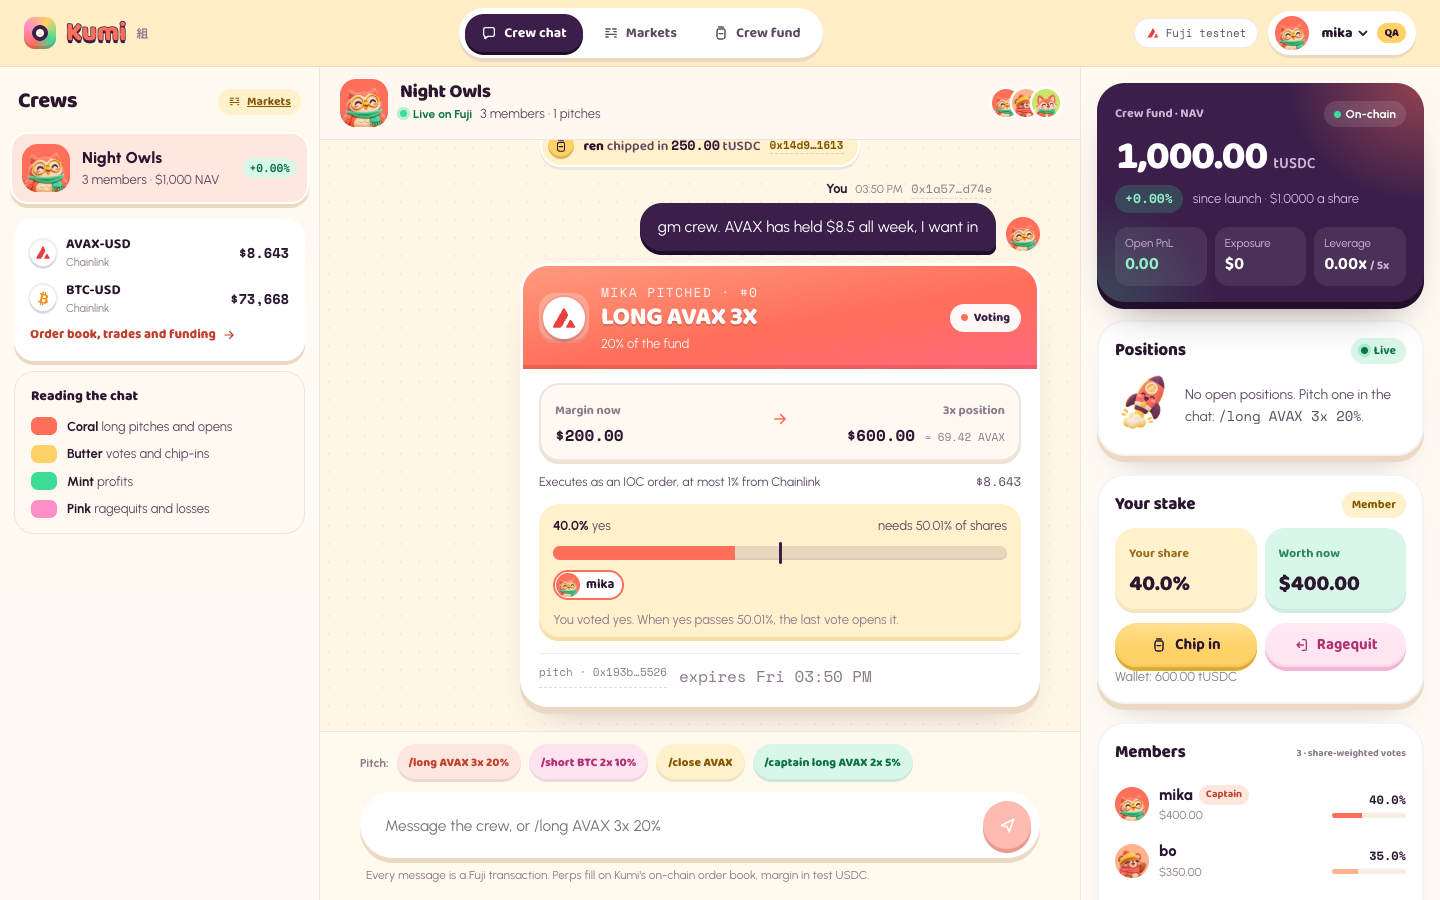 Kumi 組
Crew chat
Markets
Crew fund
Fuji testnet
mika
QA
Crews
Markets
Night Owls
3 members · $1,000 NAV
+0.00%
AVAX-USD
Chainlink
$8.643
BTC-USD
Chainlink
$73,668
Order book, trades and funding →
Reading the chat
Coral long pitches and opens
Butter votes and chip-ins
Mint profits
Pink ragequits and losses
Night Owls
Live on Fuji 3 members · 1 pitches
ren chipped in 250.00 tUSDC 0x14d9…1613
You 03:50 PM 0x1a57…d74e
gm crew. AVAX has held $8.5 all week, I want in
MIKA PITCHED · #0
LONG AVAX 3X
20% of the fund
Voting
Margin now
$200.00
→
3x position
$600.00 ≈ 69.42 AVAX
Executes as an IOC order, at most 1% from Chainlink
$8.643
40.0% yes
needs 50.01% of shares
mika
You voted yes. When yes passes 50.01%, the last vote opens it.
pitch · 0x193b…5526
expires Fri 03:50 PM
Pitch:
/long AVAX 3x 20%
/short BTC 2x 10%
/close AVAX
/captain long AVAX 2x 5%
Message the crew, or /long AVAX 3x 20%
Every message is a Fuji transaction. Perps fill on Kumi's on-chain order book, margin in test USDC.
Crew fund · NAV
On-chain
1,000.00 tUSDC
+0.00%
since launch · $1.0000 a share
Open PnL
0.00
Exposure
$0
Leverage
0.00x / 5x
Positions
Live
No open positions. Pitch one in the
chat: /long AVAX 3x 20%.
Your stake
Member
Your share
40.0%
Worth now
$400.00
Chip in
Ragequit
Wallet: 600.00 tUSDC
Members
3 · share-weighted votes
mika
Captain
$400.00
40.0%
bo
$350.00
35.0%